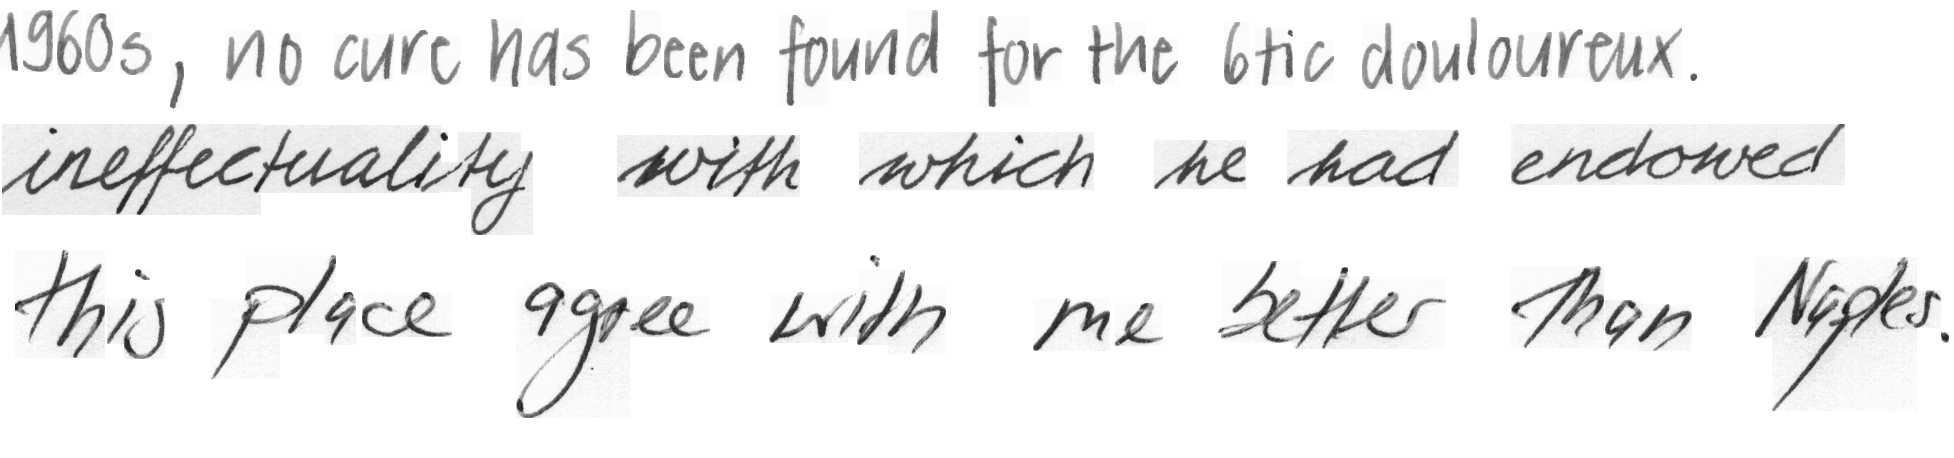 1960s, no cure has been found for the 6tic douloureux.
ineffectuality with which he had endowed
this place agree with me better than Naples.